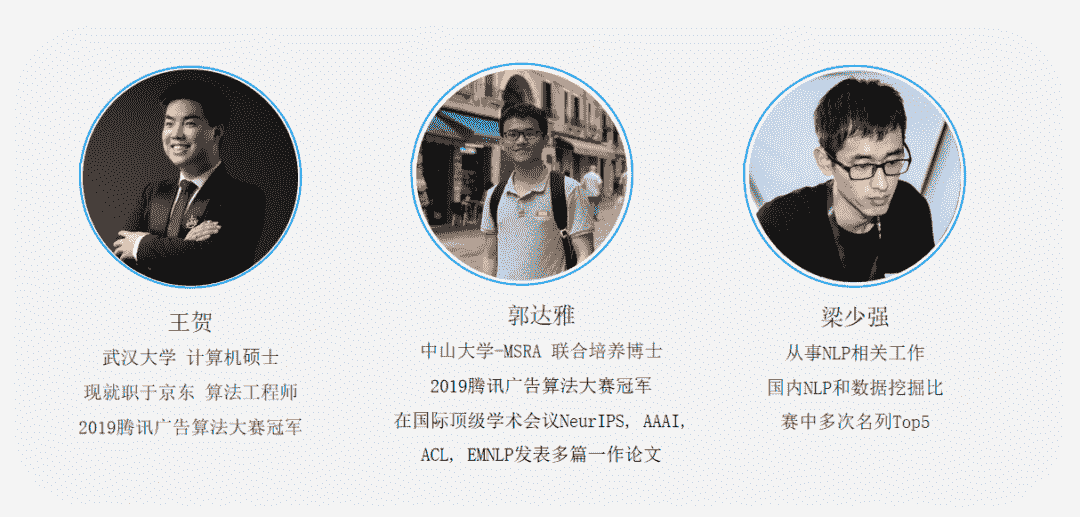 王贺
武汉大学 计算机硕士
现就职于京东 算法工程师
2019腾讯广告算法大赛冠军
郭达雅
中山大学-MSRA 联合培养博士
2019腾讯广告算法大赛冠军
在国际顶级学术会议NeurIPS, AAAI,
ACL, EMNLP发表多篇一作论文
梁少强
从事NLP相关工作
国内NLP和数据挖掘比
赛中多次名列Top5